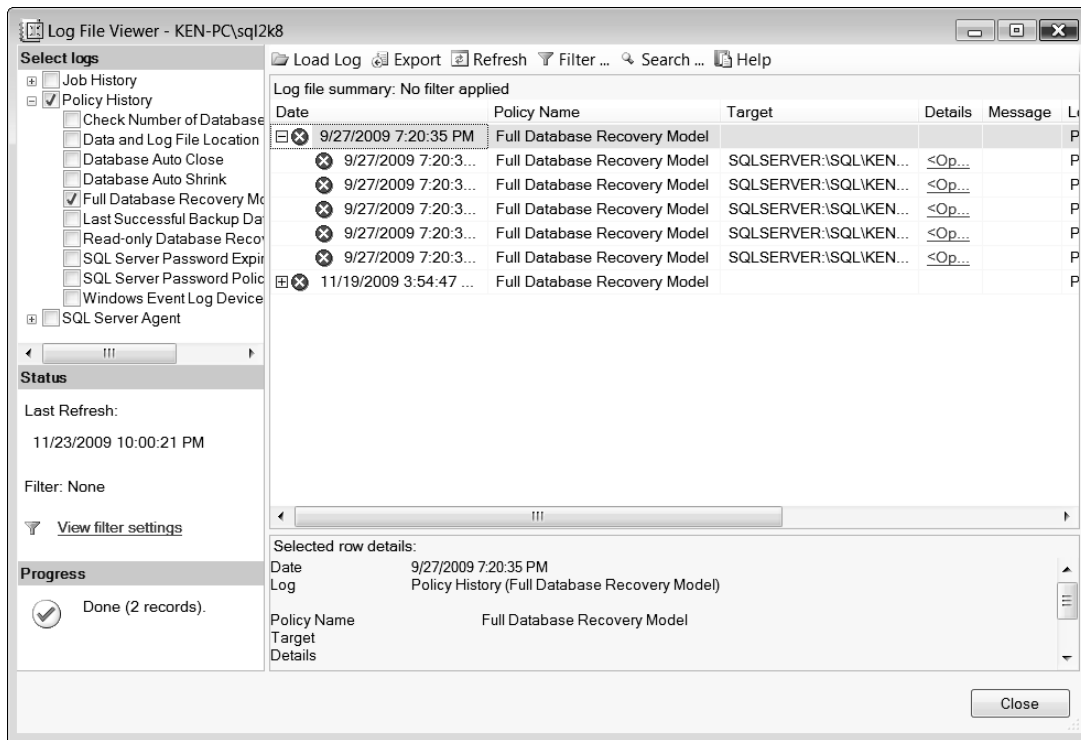 Log File Viewer - KEN-PC\sql2k8
Select logs
Job History
Policy History
Check Number of Database
Data and Log File Location
Database Auto Close
Database Auto Shrink
Full Database Recovery Mo
Last Successful Backup Da
Read-only Database Reco
SQL Server Password Expir
SQL Server Password Polic
Windows Event Log Device
SQL Server Agent
Status
Last Refresh:
11/23/2009 10:00:21 PM
Filter: None
View filter settings
Progress
Done (2 records).
Load Log Export Refresh Filter ... Search ... Help
Log file summary: No filter applied
Date Policy Name Target Details Message L
9/27/2009 7:20:35 PM Full Database Recovery Model P
9/27/2009 7:20:3... Full Database Recovery Model SQLSERVER:\SQL\KEN... <Op... P
9/27/2009 7:20:3... Full Database Recovery Model SQLSERVER:\SQL\KEN... <Op... P
9/27/2009 7:20:3... Full Database Recovery Model SQLSERVER:\SQL\KEN... <Op... P
9/27/2009 7:20:3... Full Database Recovery Model SQLSERVER:\SQL\KEN... <Op... P
9/27/2009 7:20:3... Full Database Recovery Model SQLSERVER:\SQL\KEN... <Op... P
11/19/2009 3:54:47 ... Full Database Recovery Model P
Selected row details:
Date 9/27/2009 7:20:35 PM
Log Policy History (Full Database Recovery Model)
Policy Name Full Database Recovery Model
Target
Details
Close